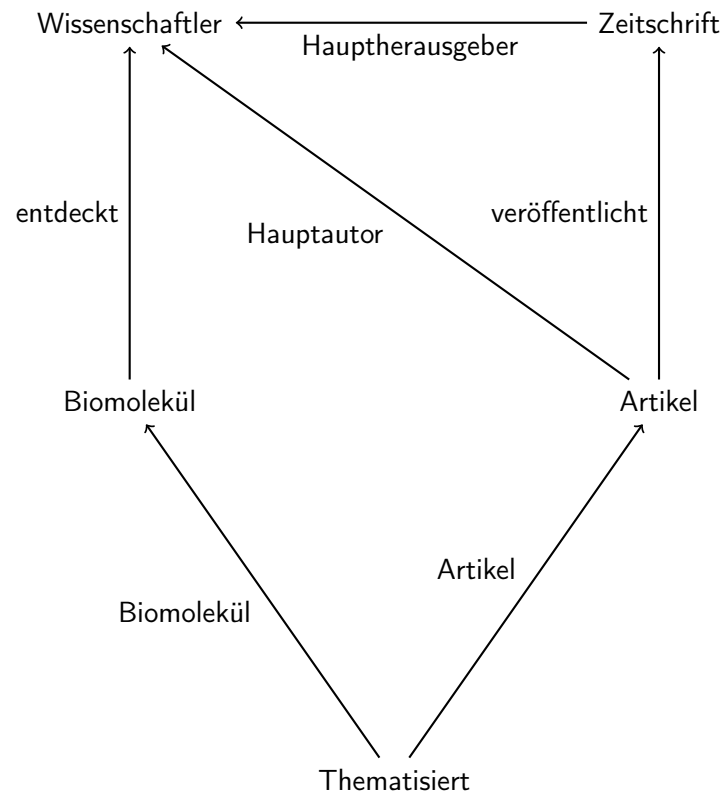 Wissenschaftler
Zeitschrift
Hauptherausgeber
entdeckt
veröffentlicht
Hauptautor
Biomolekül
Artikel
Artikel
Biomolekül
Thematisiert